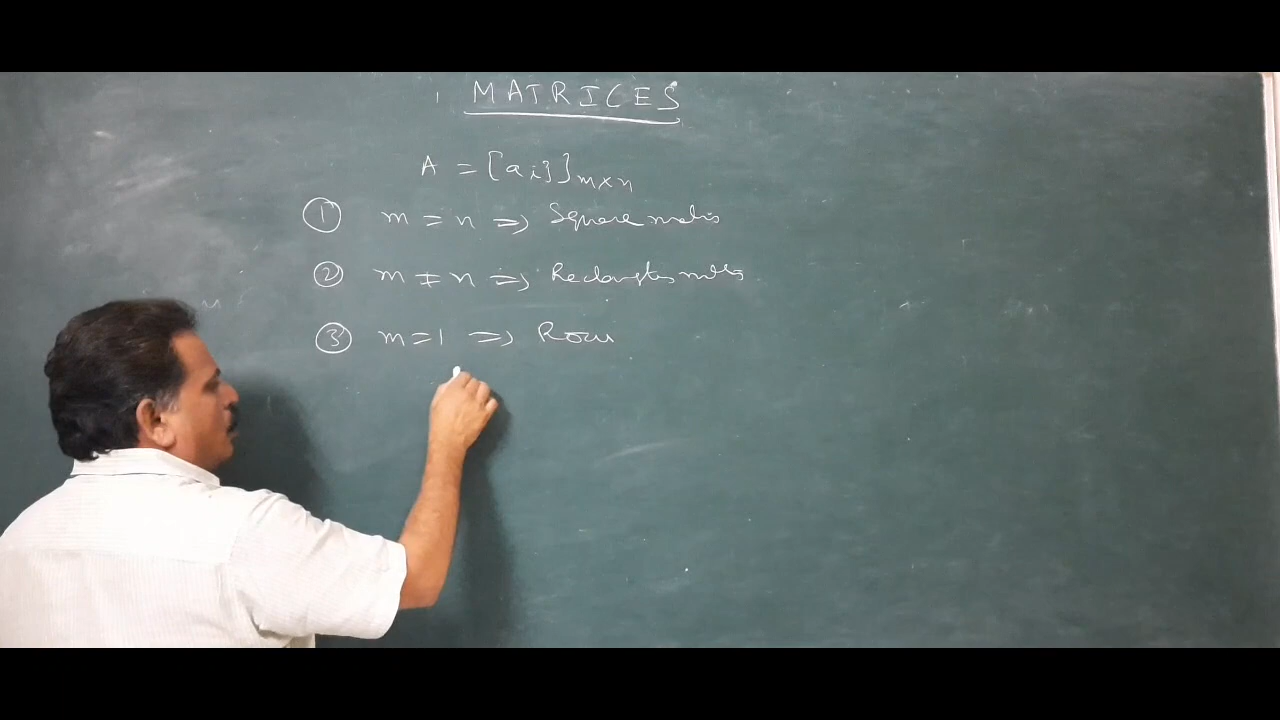 MATRICES
A = [aij]m×n
① m = n ⇒ Square matrix
② m ≠ n ⇒ Rectangular matrix
③ m=1 ⇒ Row